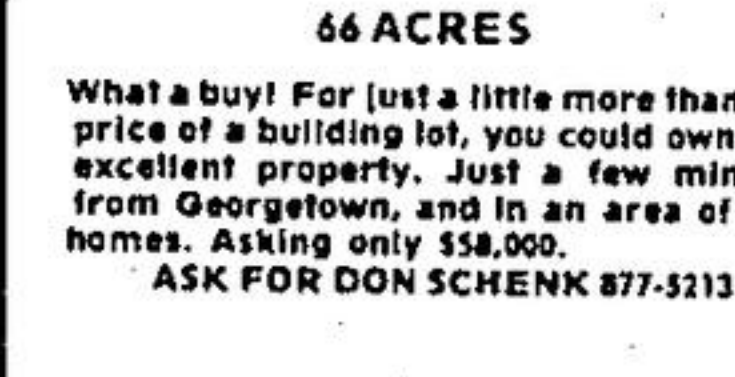 66 ACRES
What a buy! For just a little more than
price of a building lot, you could own
excellent property. Just a few min
from Georgetown, and in an area of
homes. Asking only $58,000.
ASK FOR DON SCHENK 877-5213